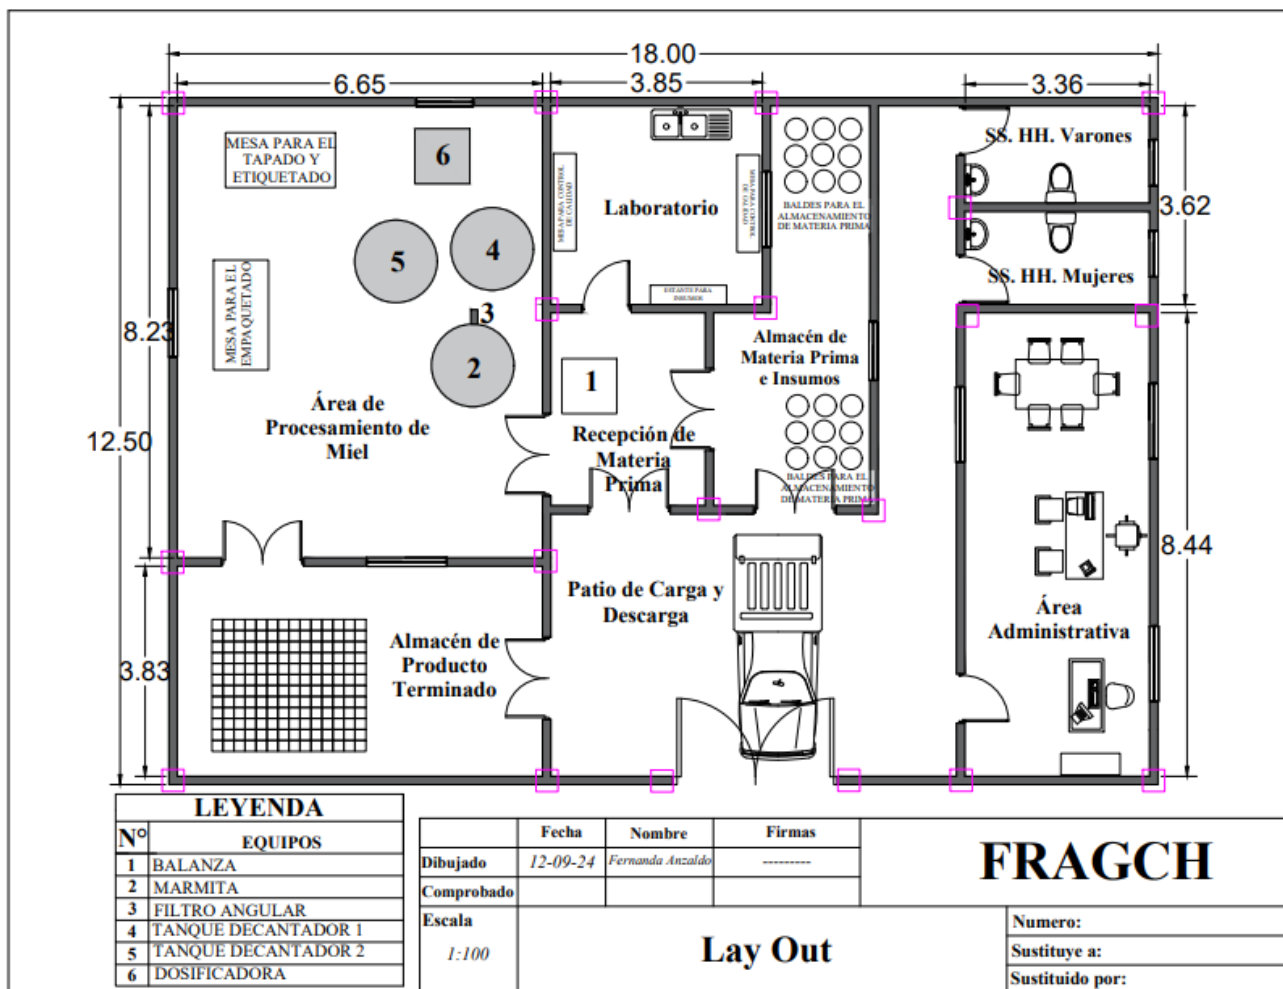 18.00
6.65
3.85
3.36
MESA PARA EL
TAPADO Y
ETIQUETADO
6
MESA PARA CONTROL
DE CALIDAD
Laboratorio
MESA PARA CONTROL
DE CALIDAD
ESTANTE PARA
INSUMOS
BALDES PARA EL
ALMACENAMIENTO
DE MATERIA PRIMA
SS. HH. Varones
3.62
SS. HH. Mujeres
5
4
3
2
MESA PARA EL
EMPAQUETADO
8.23
12.50
Área de
Procesamiento de
Miel
1
Recepción de
Materia
Prima
Almacén de
Materia Prima
e Insumos
BALDES PARA EL
ALMACENAMIENTO
DE MATERIA PRIMA
8.44
Área
Administrativa
Patio de Carga y
Descarga
3.83
Almacén de
Producto
Terminado
LEYENDA
N° EQUIPOS
1 BALANZA
2 MARMITA
3 FILTRO ANGULAR
4 TANQUE DECANTADOR 1
5 TANQUE DECANTADOR 2
6 DOSIFICADORA
Fecha Nombre Firmas
Dibujado 12-09-24 Fernanda Anzaldo ---------
Comprobado
FRAGCH
Escala
1:100
Lay Out
Numero:
Sustituye a:
Sustituido por: